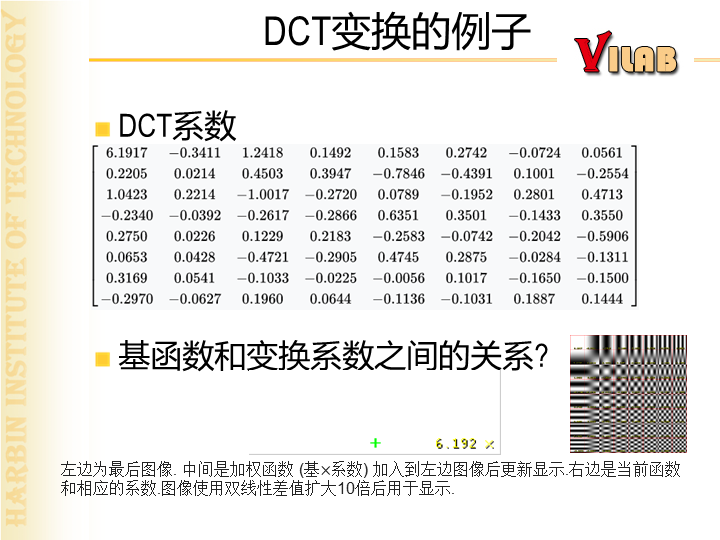 DCT变换的例子
VILAB
HARBIN INSTITUTE OF TECHNOLOGY
DCT系数
6.1917 −0.3411 1.2418 0.1492 0.1583 0.2742 −0.0724 0.0561
0.2205 0.0214 0.4503 0.3947 −0.7846 −0.4391 0.1001 −0.2554
1.0423 0.2214 −1.0017 −0.2720 0.0789 −0.1952 0.2801 0.4713
−0.2340 −0.0392 −0.2617 −0.2866 0.6351 0.3501 −0.1433 0.3550
0.2750 0.0226 0.1229 0.2183 −0.2583 −0.0742 −0.2042 −0.5906
0.0653 0.0428 −0.4721 −0.2905 0.4745 0.2875 −0.0284 −0.1311
0.3169 0.0541 −0.1033 −0.0225 −0.0056 0.1017 −0.1650 −0.1500
−0.2970 −0.0627 0.1960 0.0644 −0.1136 −0.1031 0.1887 0.1444
基函数和变换系数之间的关系?
+ 6.192 ×
左边为最后图像. 中间是加权函数 (基×系数) 加入到左边图像后更新显示.右边是当前函数
和相应的系数.图像使用双线性差值扩大10倍后用于显示.